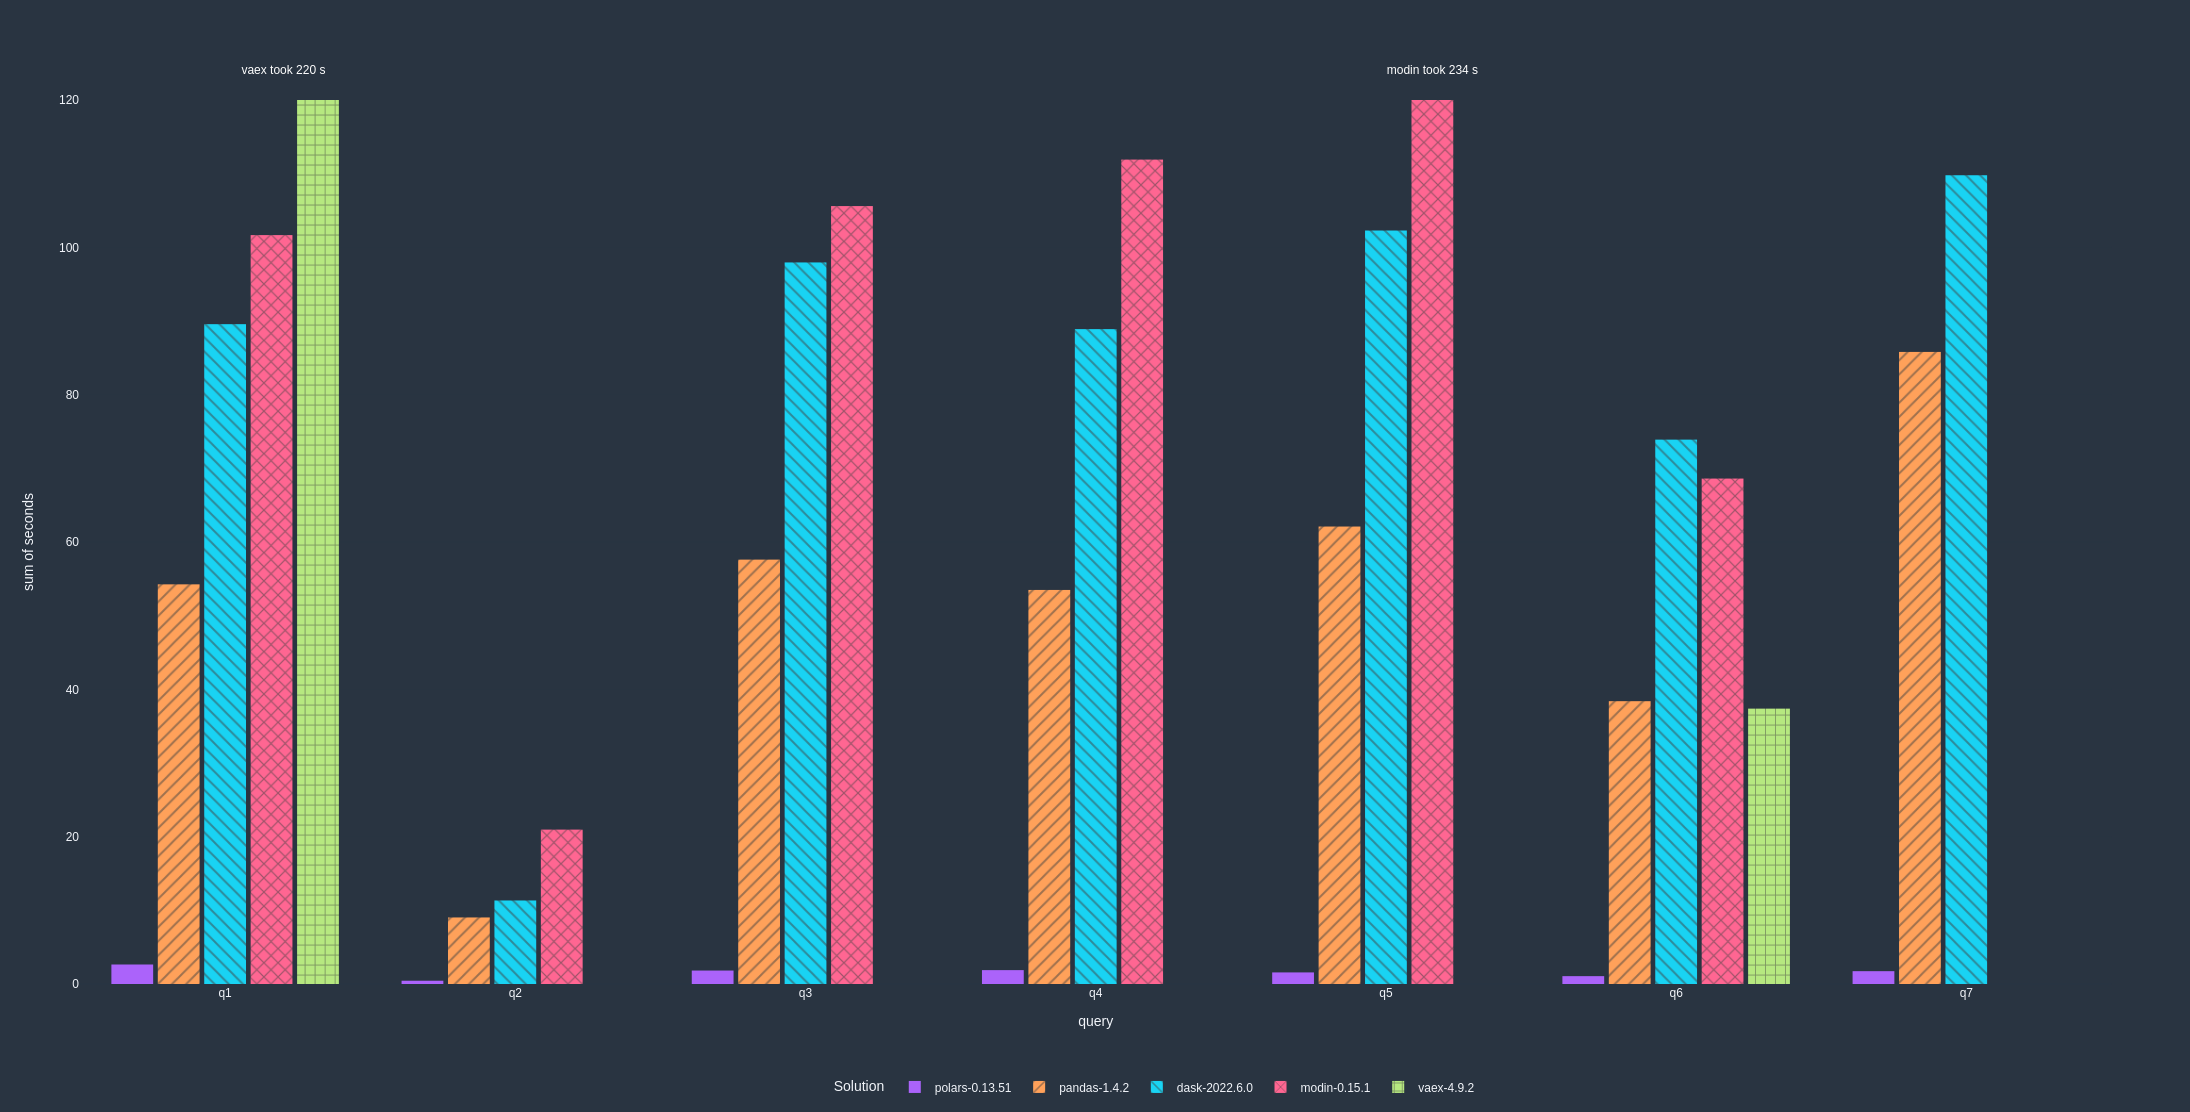 vaex took 220 s
modin took 234 s
120
100
80
60
40
20
0
sum of seconds
q1
q2
q3
q4
q5
q6
q7
query
Solution
polars-0.13.51
pandas-1.4.2
dask-2022.6.0
modin-0.15.1
vaex-4.9.2